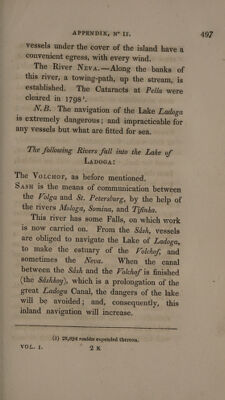 APPENDIX, N° II. 497
vessels under the cover of the island have a
convenient egress, with every wind.
The River NEVA.—Along the banks of
this river, a towing-path, up the stream, is
established. The Cataracts at Pella were
cleared in 1798¹.
N. B. The navigation of the Lake Ladoga
is extremely dangerous; and impracticable for
any vessels but what are fitted for sea.
The following Rivers fall into the Lake of
LADOGA:
The VOLCHOF, as before mentioned.
SASH is the means of communication between
the Volga and St. Petersburg, by the help of
the rivers Mologa, Somina, and Tifinka.
This river has some Falls, on which work
is now carried on. From the Sash, vessels
are obliged to navigate the Lake of Ladoga,
to make the estuary of the Volchof, and
sometimes the Neva. When the canal
between the Sash and the Volchof is finished
(the Sashkoy), which is a prolongation of the
great Ladoga Canal, the dangers of the lake
will be avoided; and, consequently, this
inland navigation will increase.
(1) roubles expended thereon.
VOL. I. 2 K